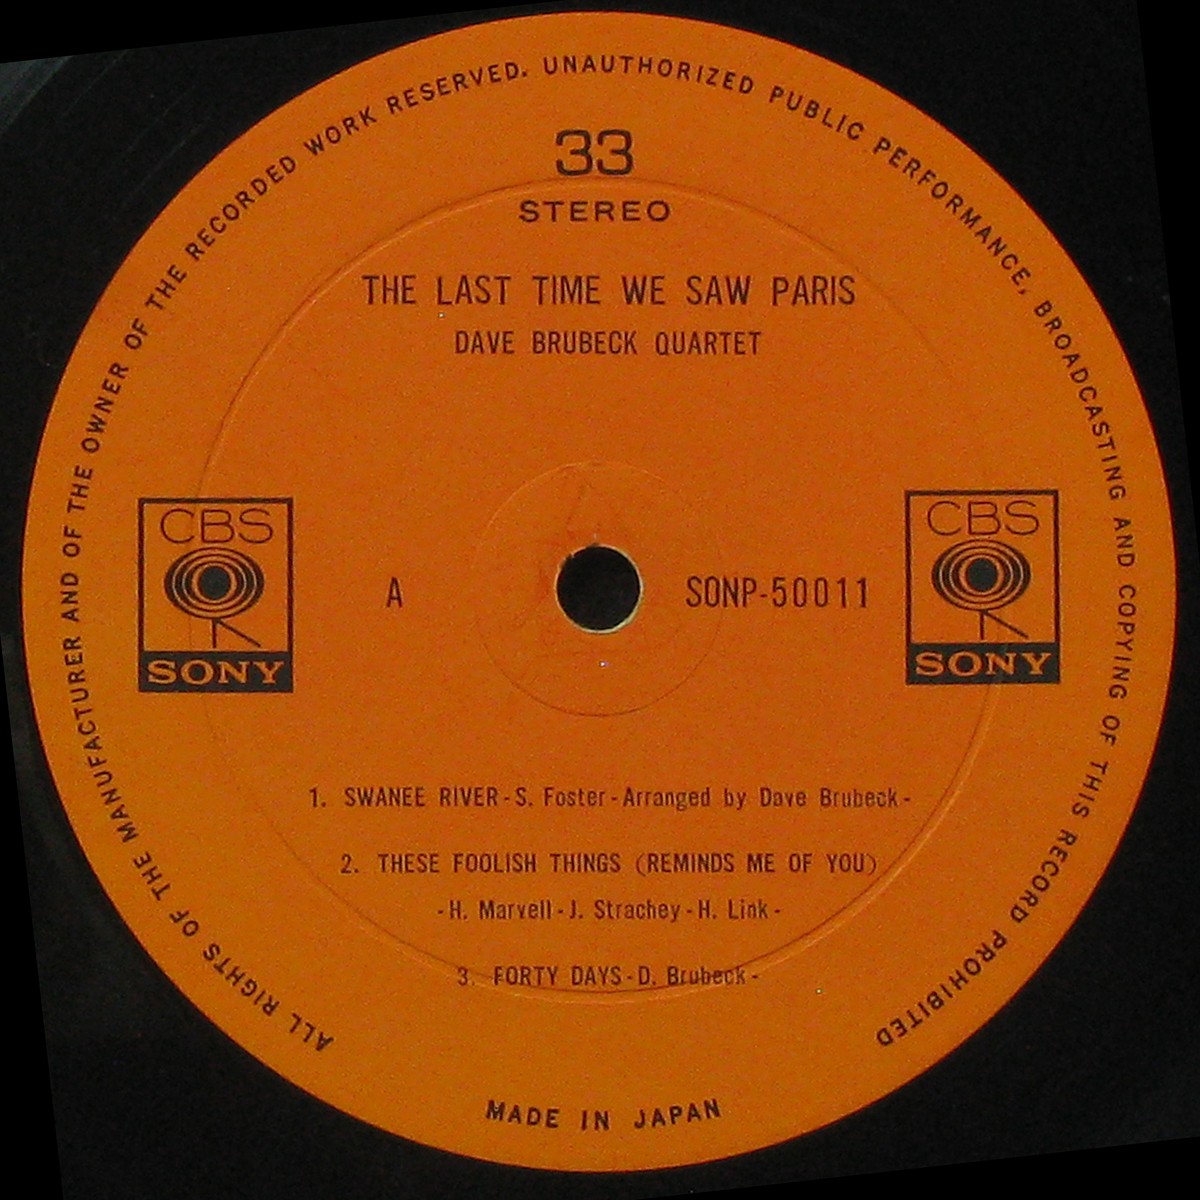 ALL RIGHTS OF THE MANUFACTURER AND OF THE OWNER OF THE RECORDED WORK RESERVED. UNAUTHORIZED PUBLIC PERFORMANCE, BROADCASTING AND COPYING OF THIS RECORD PROHIBITED
33
STEREO
THE LAST TIME WE SAW PARIS
DAVE BRUBECK QUARTET
CBS
SONY
A
SONP-50011
CBS
SONY
1. SWANEE RIVER-S. Foster-Arranged by Dave Brubeck-
2. THESE FOOLISH THINGS (REMINDS ME OF YOU)
-H. Marvell-J. Strachey-H. Link-
3. FORTY DAYS-D. Brubeck-
MADE IN JAPAN